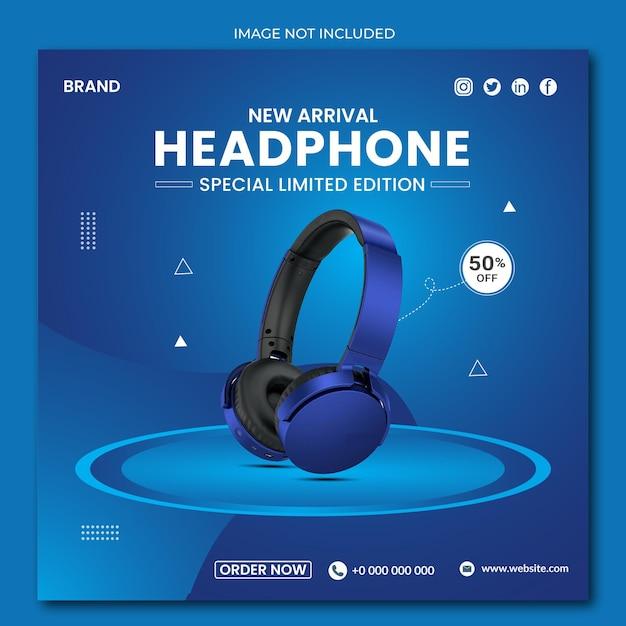 IMAGE NOT INCLUDED
BRAND
NEW ARRIVAL
HEADPHONE
SPECIAL LIMITED EDITION
50%
OFF
ORDER NOW
+0 000 000 000
www.website.com